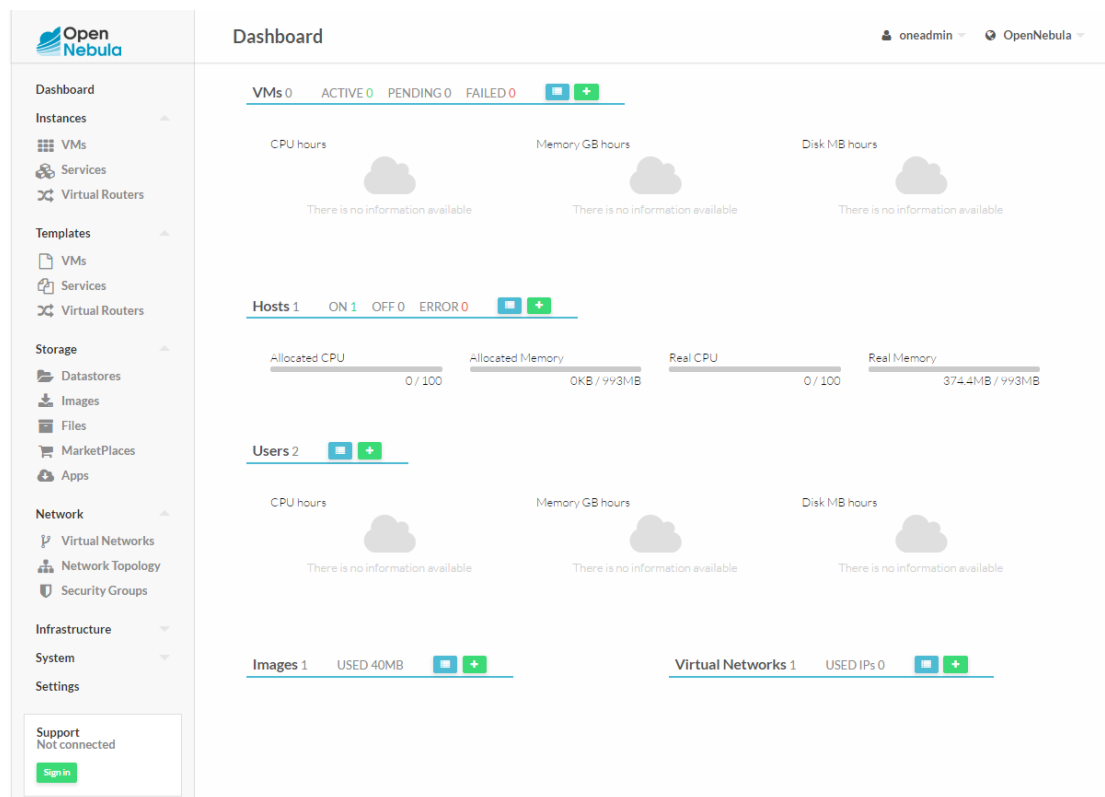 Open
Nebula
Dashboard
oneadmin
OpenNebula
Dashboard
Instances
VMs
Services
Virtual Routers
Templates
VMs
Services
Virtual Routers
Storage
Datastores
Images
Files
MarketPlaces
Apps
Network
Virtual Networks
Network Topology
Security Groups
Infrastructure
System
Settings
Support
Not connected
Sign in
VMs 0 ACTIVE 0 PENDING 0 FAILED 0
CPU hours Memory GB hours Disk MB hours
There is no information available There is no information available There is no information available
Hosts 1 ON 1 OFF 0 ERROR 0
Allocated CPU Allocated Memory Real CPU Real Memory
0 / 100 0KB / 993MB 0 / 100 374.4MB / 993MB
Users 2
CPU hours Memory GB hours Disk MB hours
There is no information available There is no information available There is no information available
Images 1 USED 40MB Virtual Networks 1 USED IPs 0